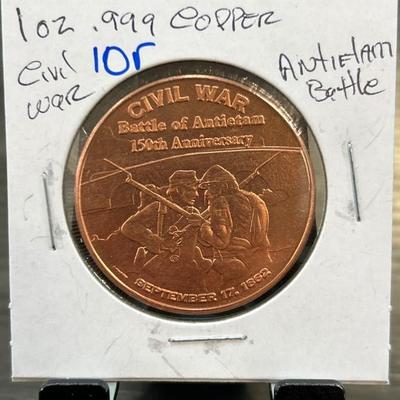 1oz .999 Copper
Civil 10r
War
Antietam
Battle
CIVIL WAR
Battle of Antietam
150th Anniversary
SEPTEMBER 17, 1862